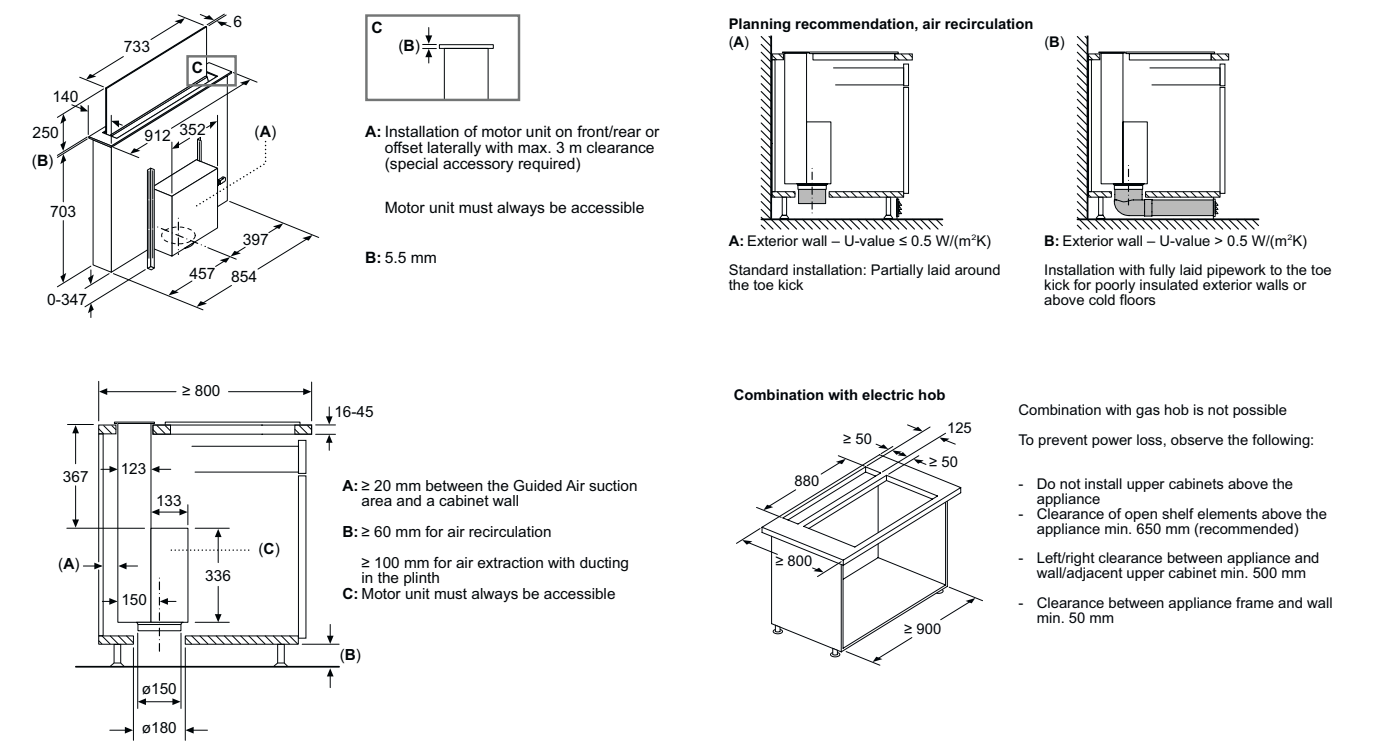 6
733
C
140
250
(B)
912
352
(A)
703
397
457
854
0-347
C
(B)
A: Installation of motor unit on front/rear or
offset laterally with max. 3 m clearance
(special accessory required)
Motor unit must always be accessible
B: 5.5 mm
Planning recommendation, air recirculation
(A)
A: Exterior wall – U-value ≤ 0.5 W/(m²K)
Standard installation: Partially laid around
the toe kick
(B)
B: Exterior wall – U-value > 0.5 W/(m²K)
Installation with fully laid pipework to the toe
kick for poorly insulated exterior walls or
above cold floors
≥ 800
16-45
367
123
133
(C)
(A)
336
150
(B)
ø150
ø180
A: ≥ 20 mm between the Guided Air suction
area and a cabinet wall
B: ≥ 60 mm for air recirculation
≥ 100 mm for air extraction with ducting
in the plinth
C: Motor unit must always be accessible
Combination with electric hob
125
≥ 50
≥ 50
880
≥ 800
≥ 900
Combination with gas hob is not possible
To prevent power loss, observe the following:
- Do not install upper cabinets above the
appliance
- Clearance of open shelf elements above the
appliance min. 650 mm (recommended)
- Left/right clearance between appliance and
wall/adjacent upper cabinet min. 500 mm
- Clearance between appliance frame and wall
min. 50 mm